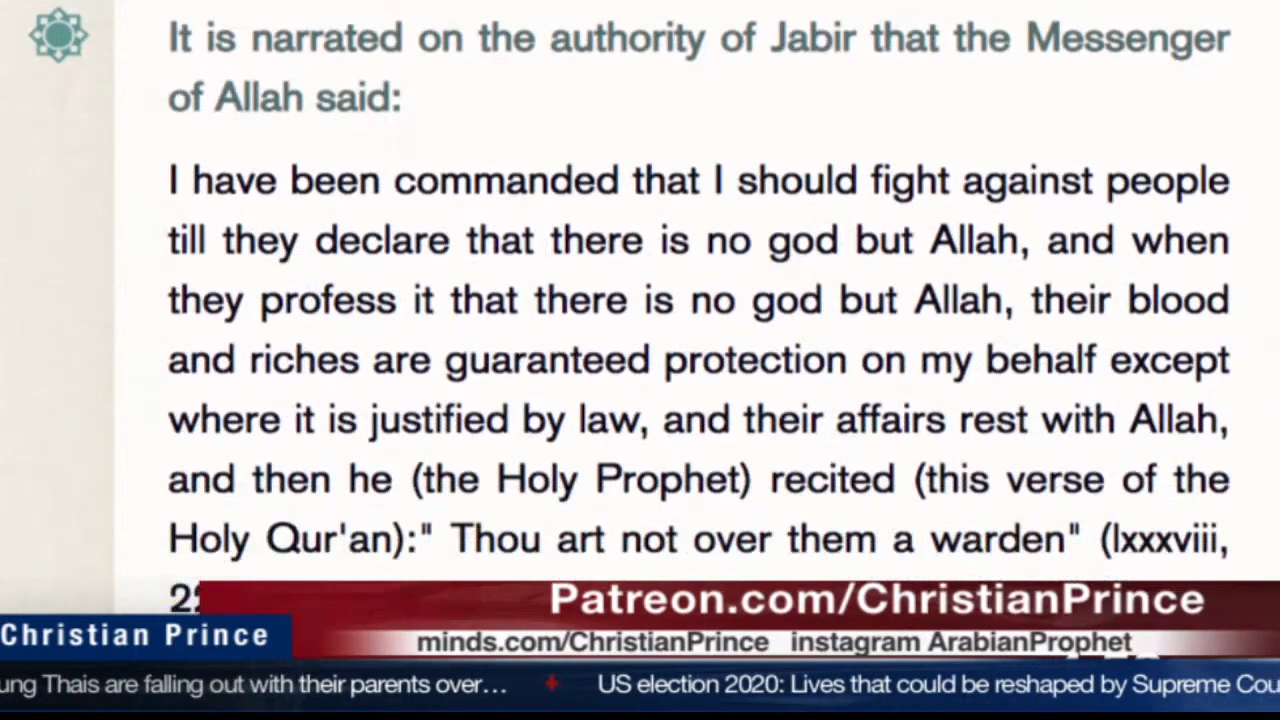 It is narrated on the authority of Jabir that the Messenger
of Allah said:
I have been commanded that I should fight against people
till they declare that there is no god but Allah, and when
they profess it that there is no god but Allah, their blood
and riches are guaranteed protection on my behalf except
where it is justified by law, and their affairs rest with Allah,
and then he (the Holy Prophet) recited (this verse of the
Holy Qur'an):" Thou art not over them a warden" (lxxxviii,
Patreon.com/ChristianPrince
Christian Prince
minds.com/ChristianPrince instagram ArabianProphet
ung Thais are falling out with their parents over… US election 2020: Lives that could be reshaped by Supreme Cou